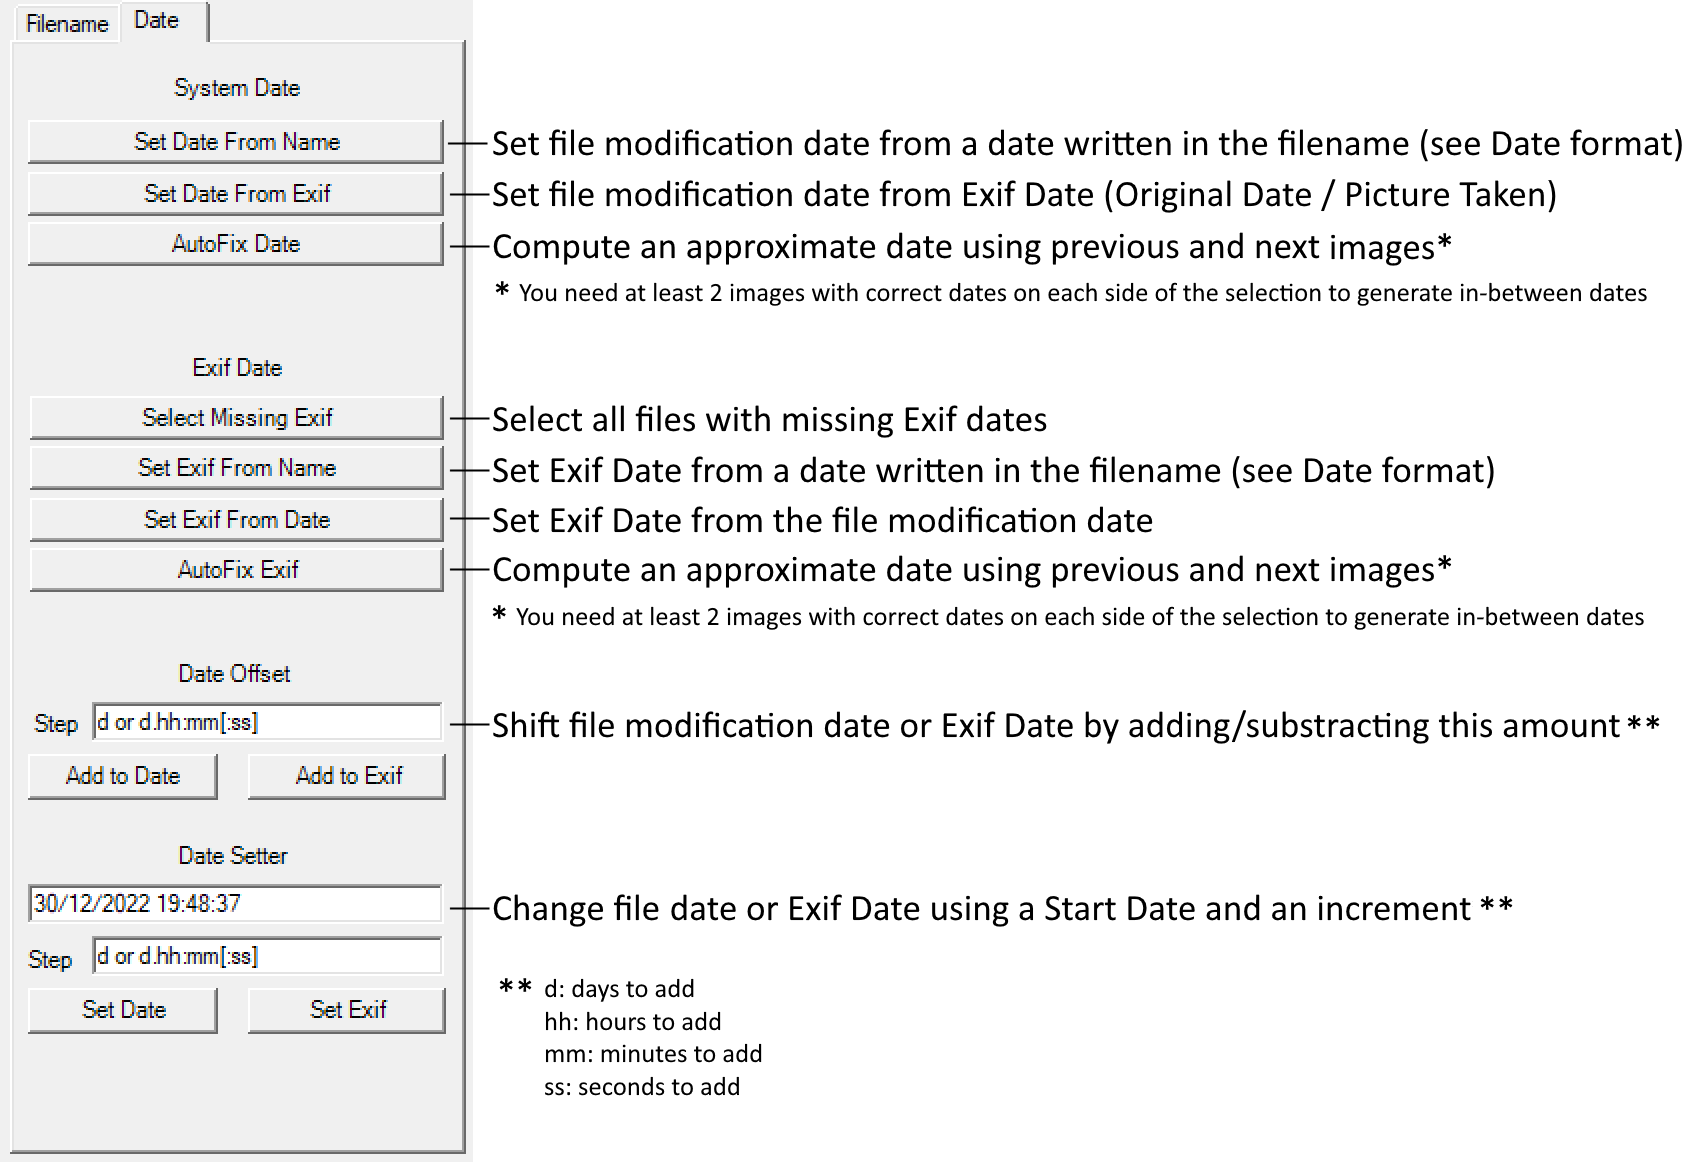 Filename Date
System Date
Set Date From Name Set file modification date from a date written in the filename (see Date format)
Set Date From Exif Set file modification date from Exif Date (Original Date / Picture Taken)
AutoFix Date Compute an approximate date using previous and next images*
* You need at least 2 images with correct dates on each side of the selection to generate in-between dates
Exif Date
Select Missing Exif Select all files with missing Exif dates
Set Exif From Name Set Exif Date from a date written in the filename (see Date format)
Set Exif From Date Set Exif Date from the file modification date
AutoFix Exif Compute an approximate date using previous and next images*
* You need at least 2 images with correct dates on each side of the selection to generate in-between dates
Date Offset
Step d or d.hh:mm[:ss] Shift file modification date or Exif Date by adding/substracting this amount **
Add to Date Add to Exif
Date Setter
30/12/2022 19:48:37 Change file date or Exif Date using a Start Date and an increment **
Step d or d.hh:mm[:ss]
** d: days to add
Set Date Set Exif
hh: hours to add
mm: minutes to add
ss: seconds to add